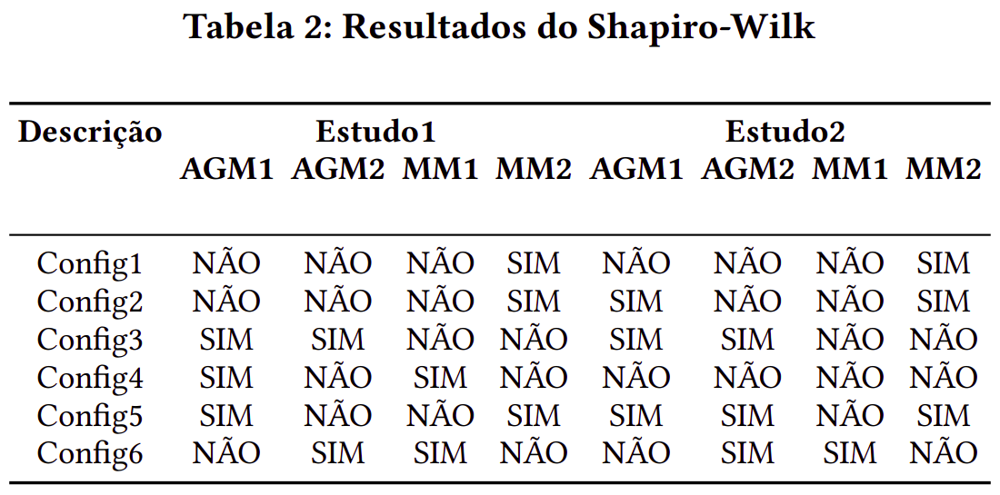 Tabela 2: Resultados do Shapiro-Wilk
Descrição Estudo1 Estudo2
AGM1 AGM2 MM1 MM2 AGM1 AGM2 MM1 MM2
Config1 NÃO NÃO NÃO SIM NÃO NÃO NÃO SIM
Config2 NÃO NÃO NÃO SIM SIM NÃO NÃO SIM
Config3 SIM SIM NÃO NÃO SIM SIM NÃO NÃO
Config4 SIM NÃO SIM NÃO NÃO NÃO NÃO NÃO
Config5 SIM NÃO NÃO SIM SIM SIM NÃO SIM
Config6 NÃO SIM SIM NÃO NÃO SIM SIM NÃO